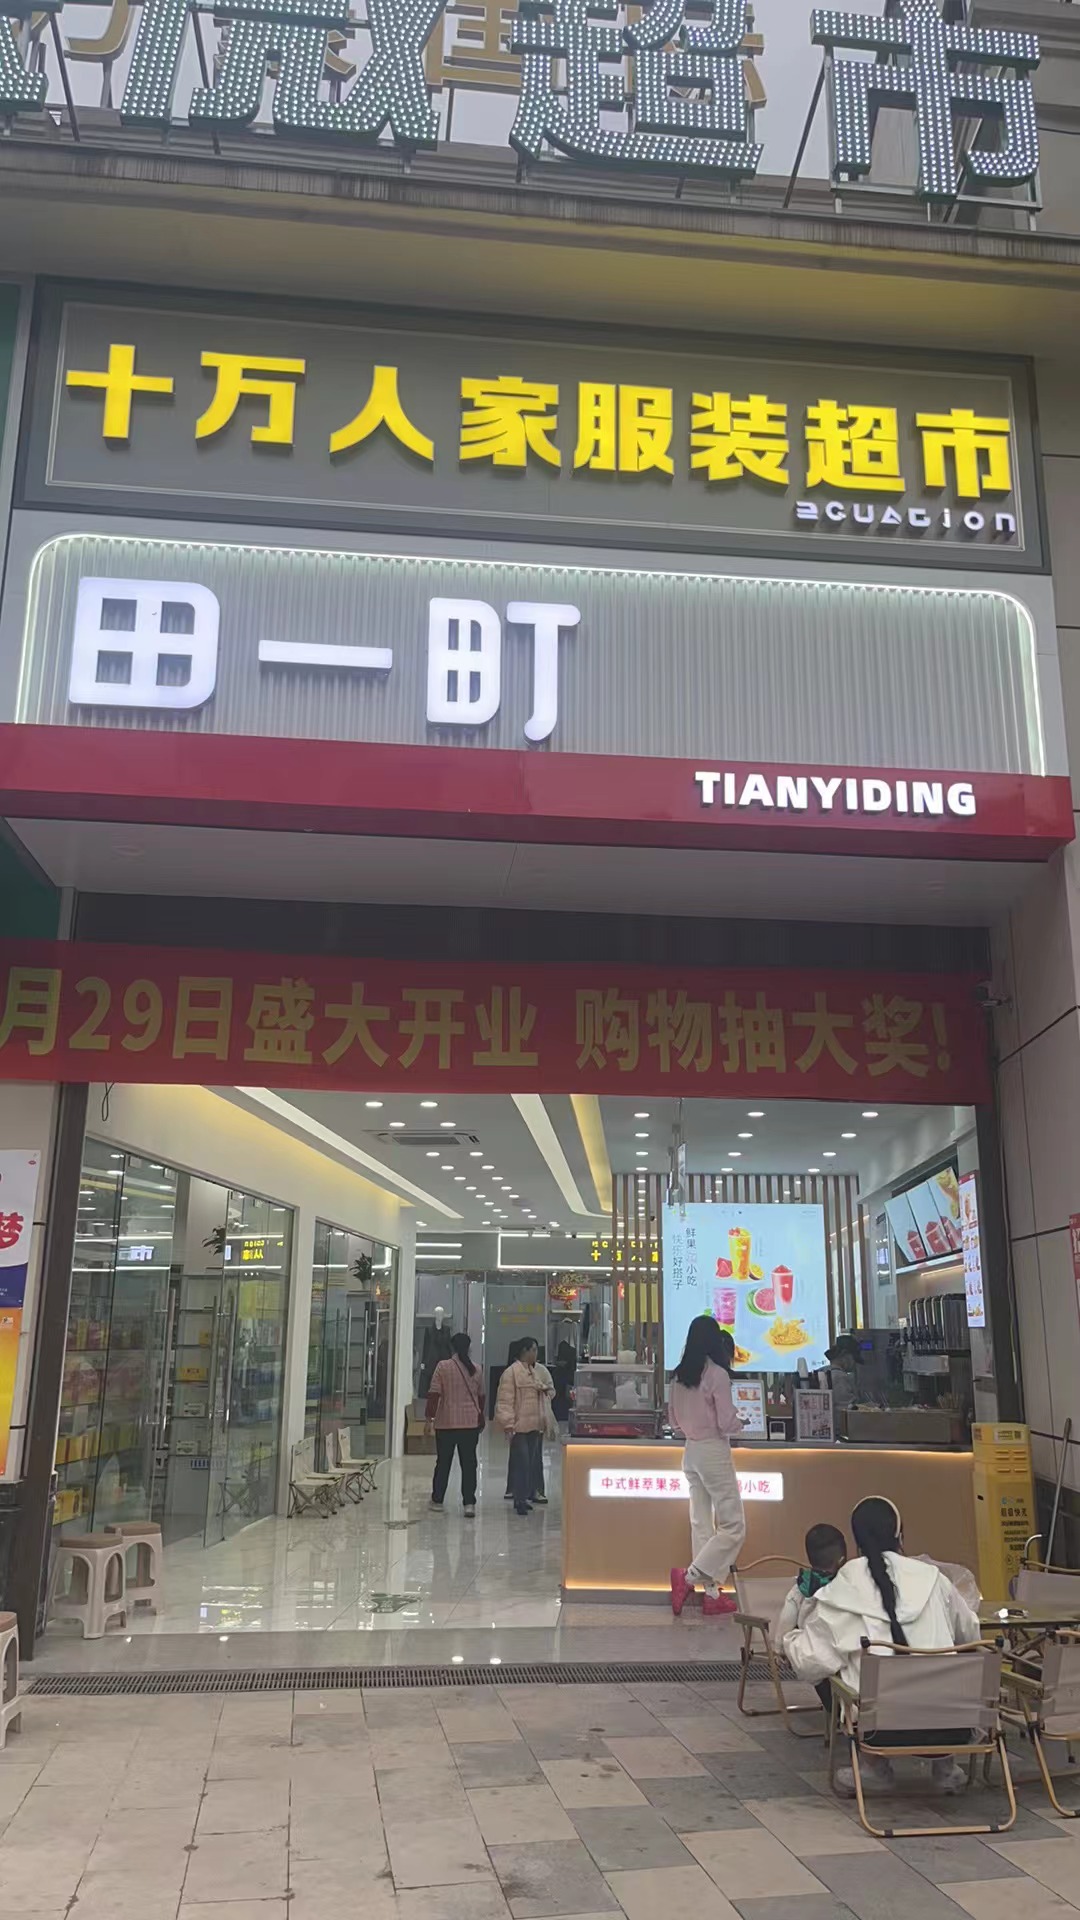 超市
十万人家服装超市
田一町
TIANYIDING
月29日盛大开业 购物抽大奖!
鲜果
小吃
快乐好搭子
中式鲜萃果茶
小吃